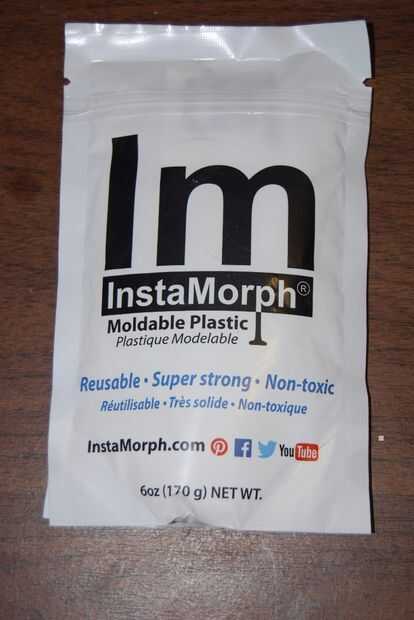 Im
InstaMorph®
Moldable Plastic
Plastique Modelable
Reusable • Super strong • Non-toxic
Réutilisable • Très solide • Non-toxique
InstaMorph.com YouTube
6oz (170 g) NET WT.